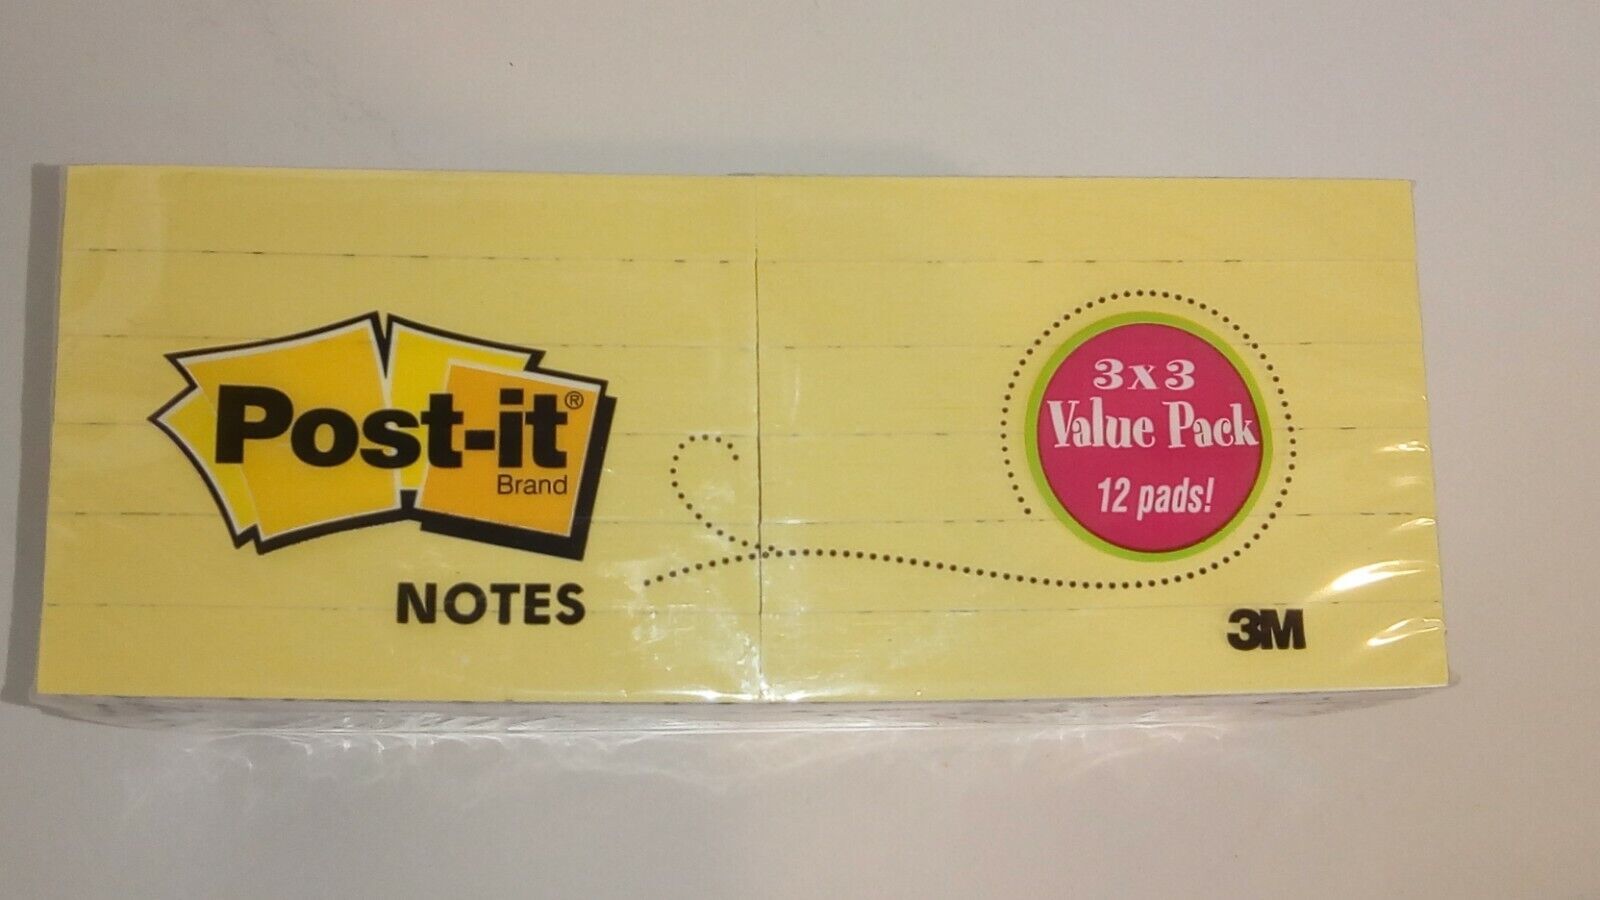 Post-it®
Brand
NOTES
3 x 3
Value Pack
12 pads!
3M